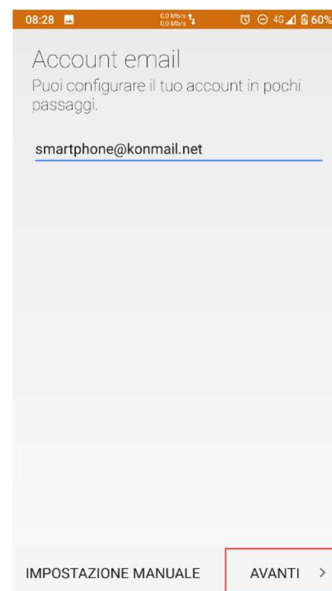 08:28 0,0 Mb/s 4G 60%
0,0 Mb/s
Account email
Puoi configurare il tuo account in pochi
passaggi.
smartphone@konmail.net
IMPOSTAZIONE MANUALE AVANTI >